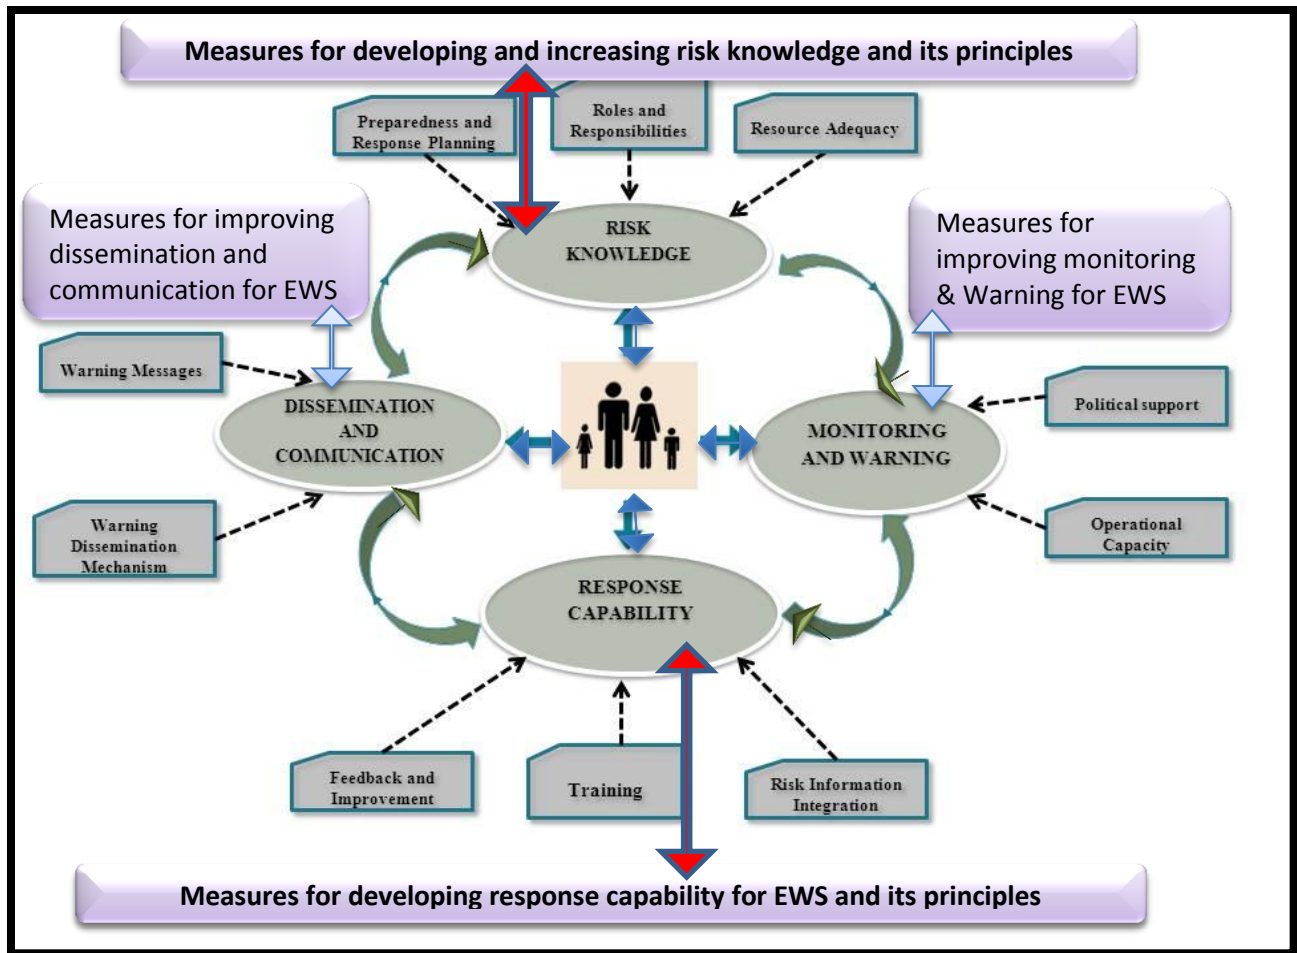 Measures for developing and increasing risk knowledge and its principles
Preparedness and
Response Planning
Roles and
Responsibilities
Resource Adequacy
Measures for improving
dissemination and
communication for EWS
RISK
KNOWLEDGE
Measures for
improving monitoring
& Warning for EWS
Warning Messages
DISSEMINATION
AND
COMMUNICATION
MONITORING
AND WARNING
Political support
Warning
Dissemination
Mechanism
Operational
Capacity
RESPONSE
CAPABILITY
Feedback and
Improvement
Training
Risk Information
Integration
Measures for developing response capability for EWS and its principles